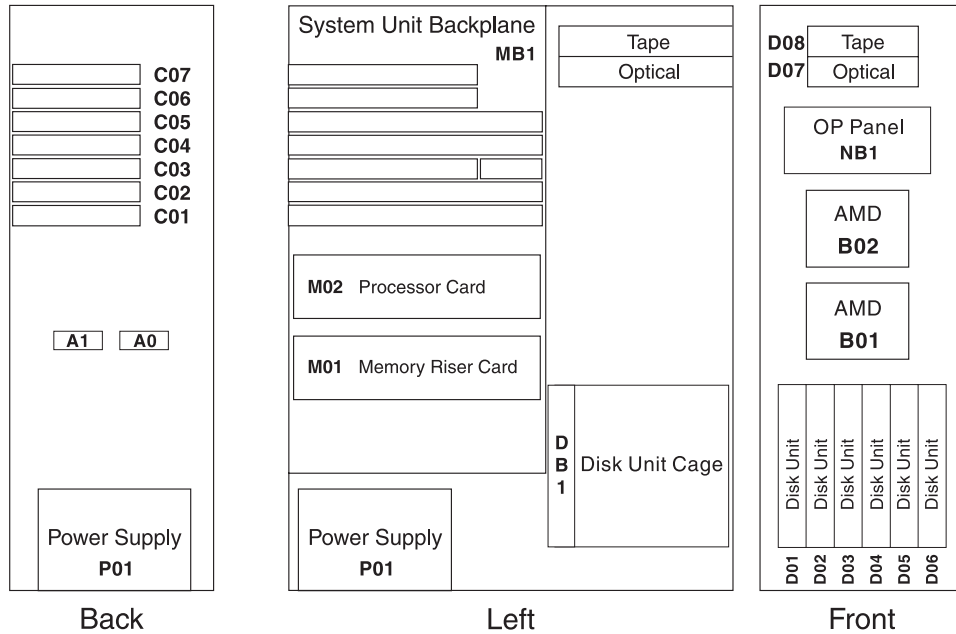 C07
C06
C05
C04
C03
C02
C01
A1 A0
Power Supply
P01
Back
System Unit Backplane
MB1
Tape
Optical
M02 Processor Card
M01 Memory Riser Card
D
B
1
Disk Unit Cage
Power Supply
P01
Left
D08 Tape
D07 Optical
OP Panel
NB1
AMD
B02
AMD
B01
Disk Unit
Disk Unit
Disk Unit
Disk Unit
Disk Unit
Disk Unit
D01
D02
D03
D04
D05
D06
Front